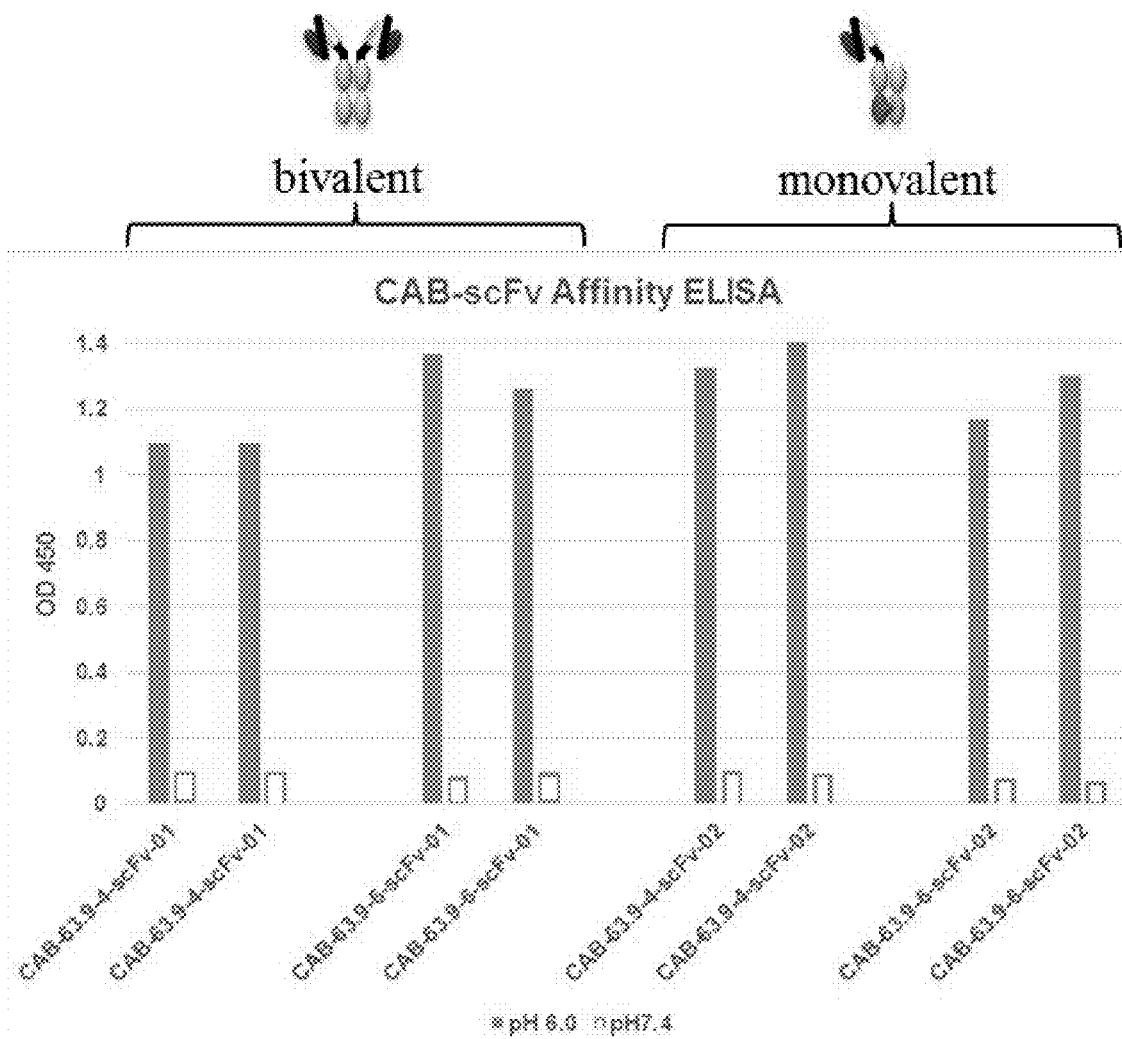 bivalent
monovalent
CAB-scFv Affinity ELISA
1.4
1.2
1
0.8
0.6
0.4
0.2
0
OD 450
CAB-63.9-4-scFv-01
CAB-63.9-4-scFv-01
CAB-63.9-6-scFv-01
CAB-63.9-6-scFv-01
CAB-63.9-4-scFv-02
CAB-63.9-4-scFv-02
CAB-63.9-6-scFv-02
CAB-63.9-6-scFv-02
pH 6.0 pH7.4